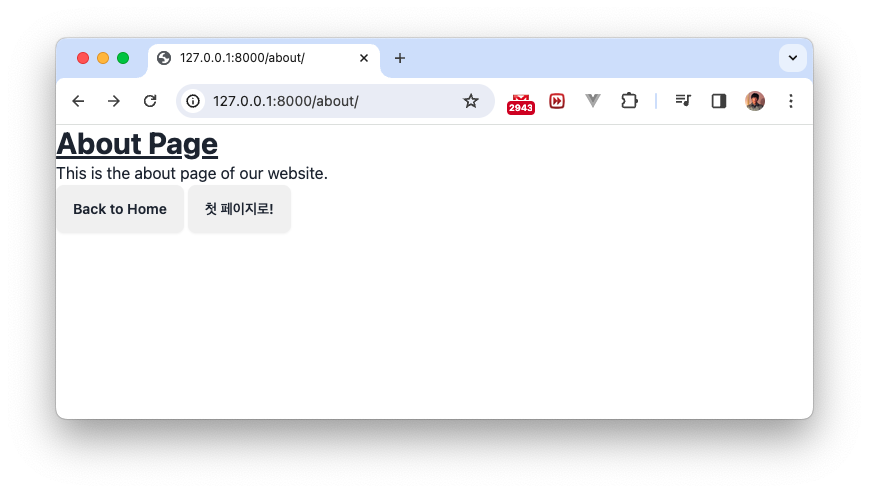 127.0.0.1:8000/about/
127.0.0.1:8000/about/
2943
About Page
This is the about page of our website.
Back to Home 첫 페이지로!